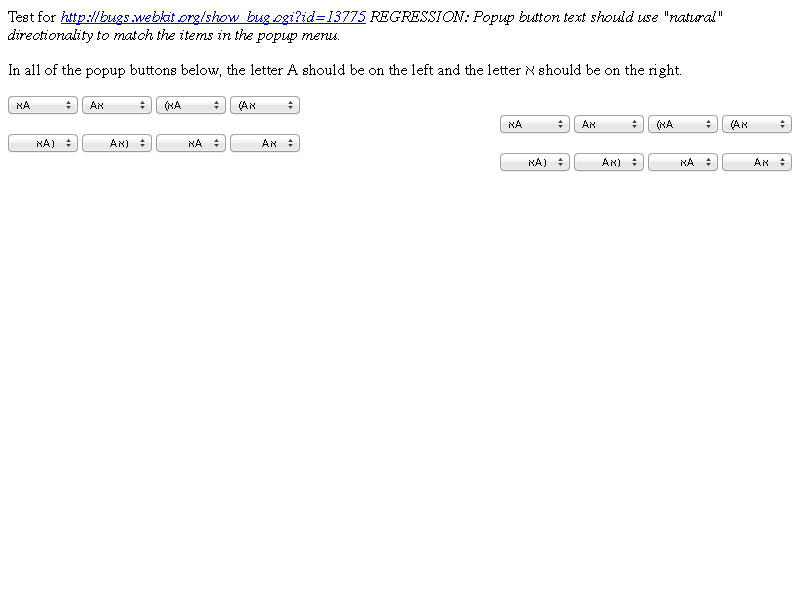 Test for http://bugs.webkit.org/show_bug.cgi?id=13775 REGRESSION: Popup button text should use "natural"
directionality to match the items in the popup menu.
In all of the popup buttons below, the letter A should be on the left and the letter א should be on the right.
אA Aא (אA (Aא
אA Aא (אA (Aא
אA) Aא) אA Aא
אA) Aא) אA Aא